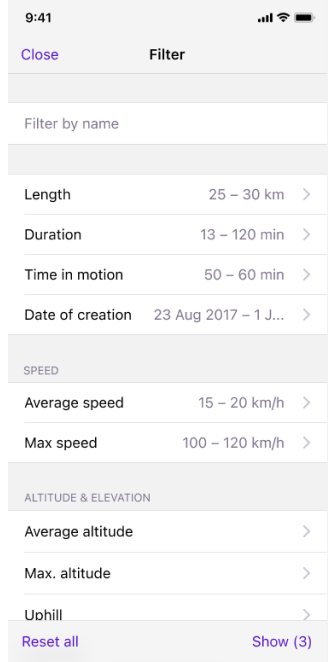 9:41
Close Filter
Filter by name
Length 25 – 30 km
Duration 13 – 120 min
Time in motion 50 – 60 min
Date of creation 23 Aug 2017 – 1 J...
SPEED
Average speed 15 – 20 km/h
Max speed 100 – 120 km/h
ALTITUDE & ELEVATION
Average altitude
Max. altitude
Uphill
Reset all Show (3)